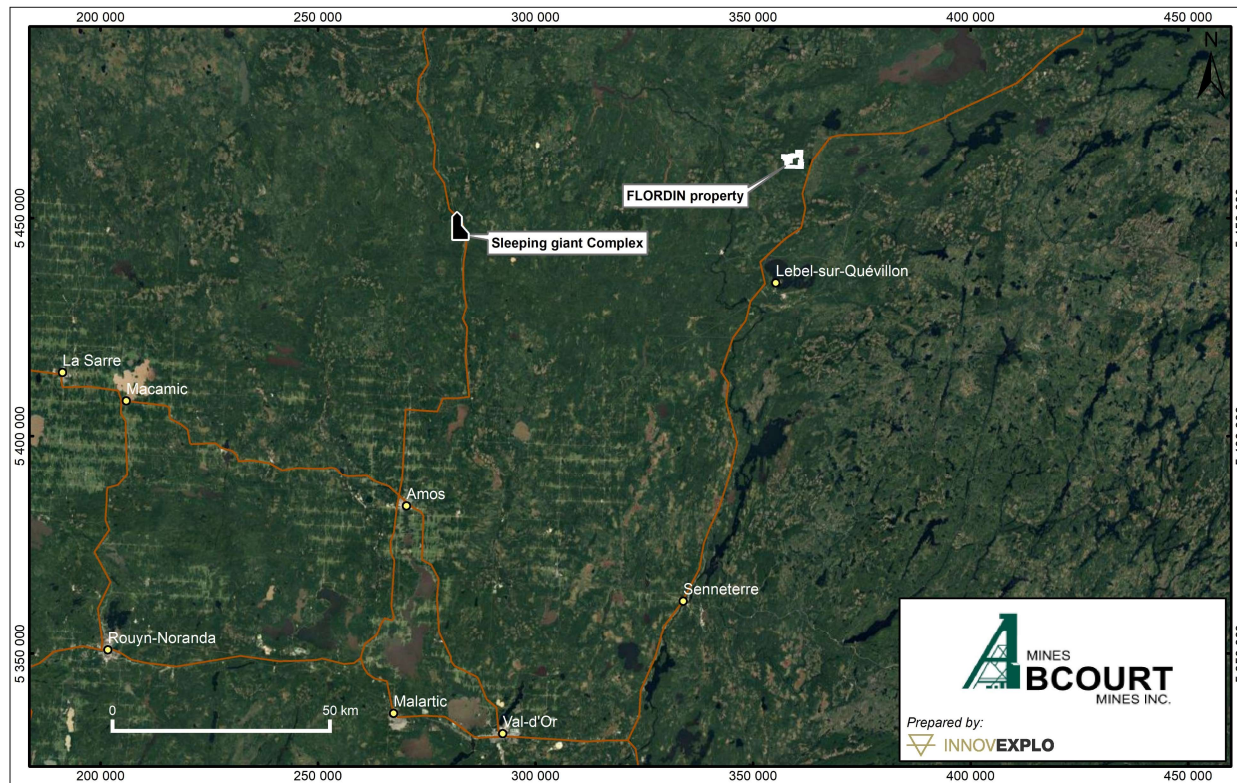 200 000 250 000 300 000 350 000 400 000 450 000
N
FLORDIN property
5 450 000
Sleeping giant Complex
Lebel-sur-Quévillon
La Sarre
Macamic
5 400 000
Amos
Senneterre
Rouyn-Noranda
5 350 000
Malartic
Val-d'Or
0 50 km
MINES
ABCOURT
MINES INC.
Prepared by:
INNOVEXPLO
200 000 250 000 300 000 350 000 400 000 450 000